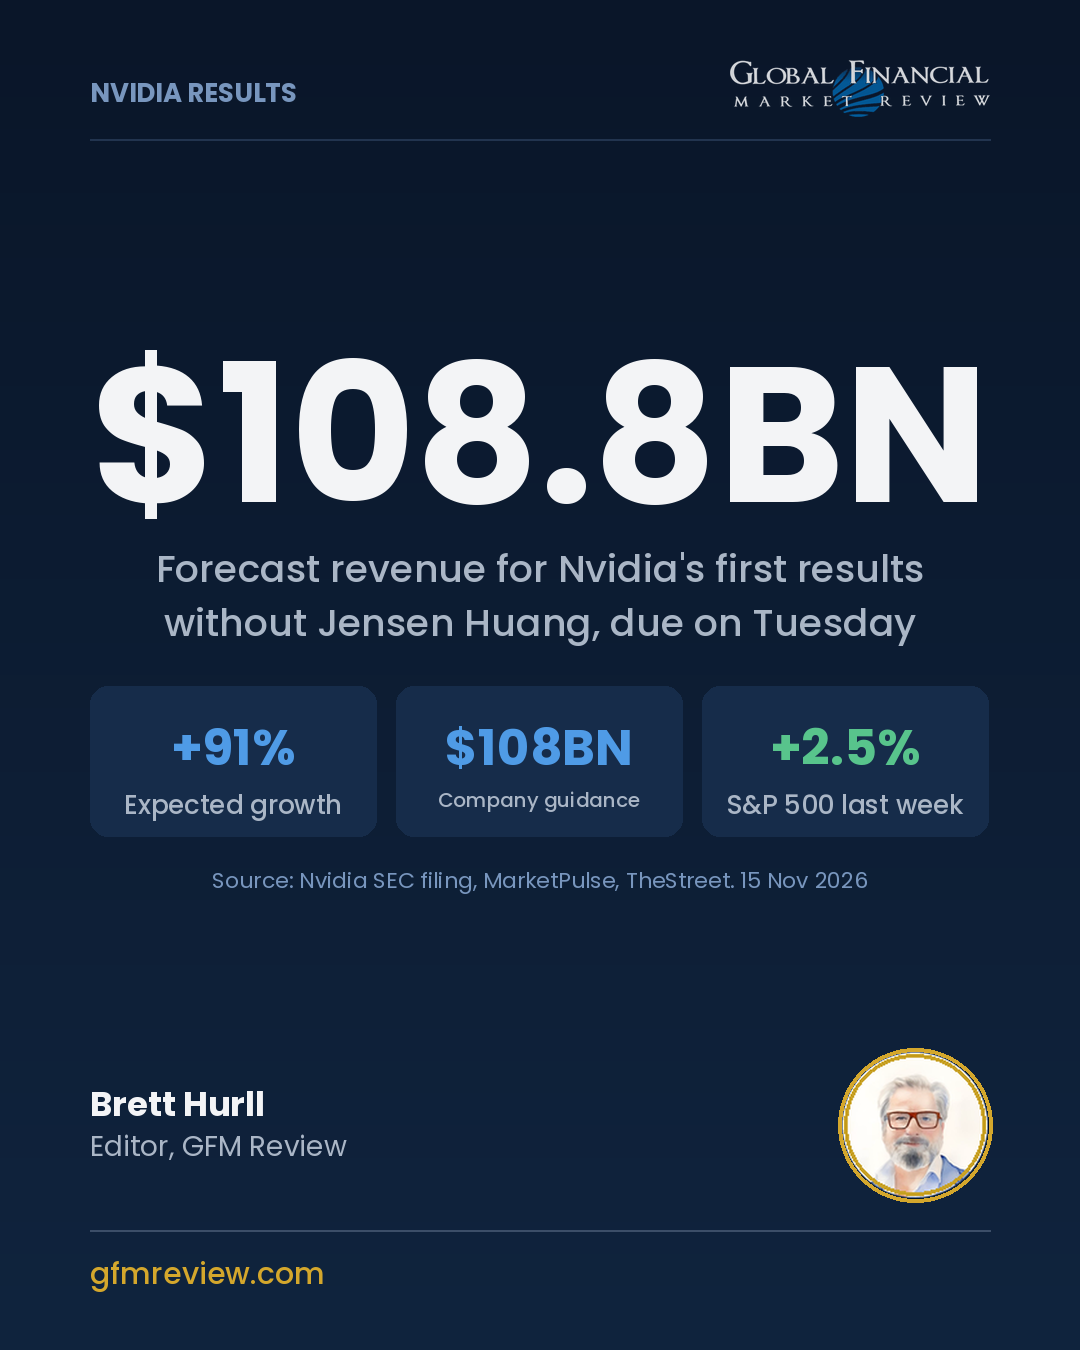 NVIDIA RESULTS
GLOBAL FINANCIAL
MARKET REVIEW
$108.8BN
Forecast revenue for Nvidia's first results
without Jensen Huang, due on Tuesday
+91%
Expected growth
$108BN
Company guidance
+2.5%
S&P 500 last week
Source: Nvidia SEC filing, MarketPulse, TheStreet. 15 Nov 2026
Brett Hurll
Editor, GFM Review
gfmreview.com